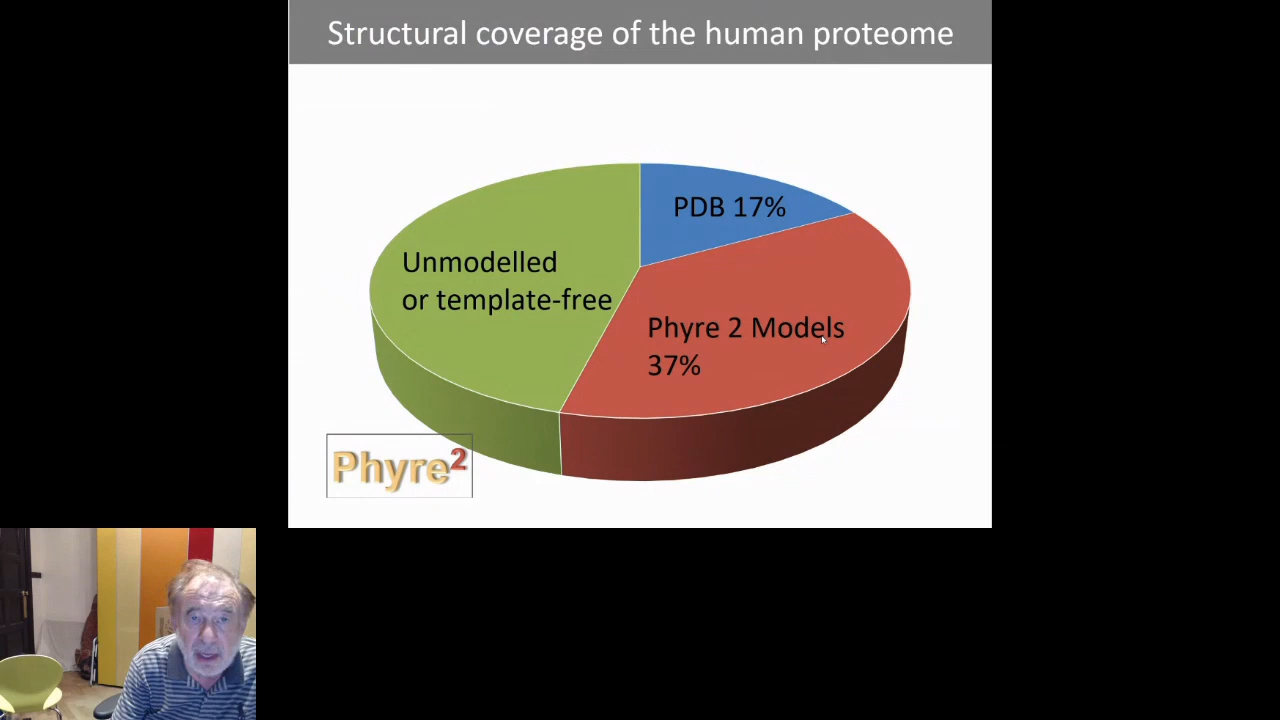 Structural coverage of the human proteome
PDB 17%
Unmodelled
or template-free
Phyre 2 Models
37%
Phyre2